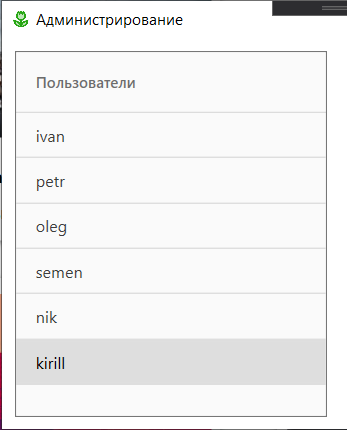 Администрирование
Пользователи
ivan
petr
oleg
semen
nik
kirill